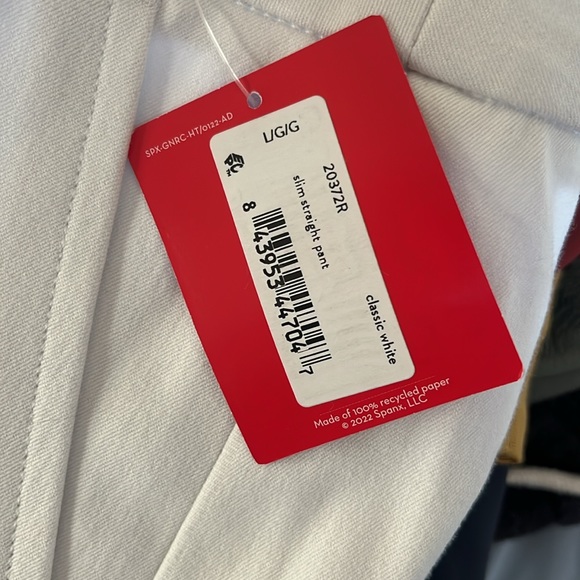 SPX-GNRC-HT/0122-AD
L/G/G
20372R
slim straight pant
classic white
8 43953 44704 7
Made of 100% recycled paper
© 2022 Spanx, LLC